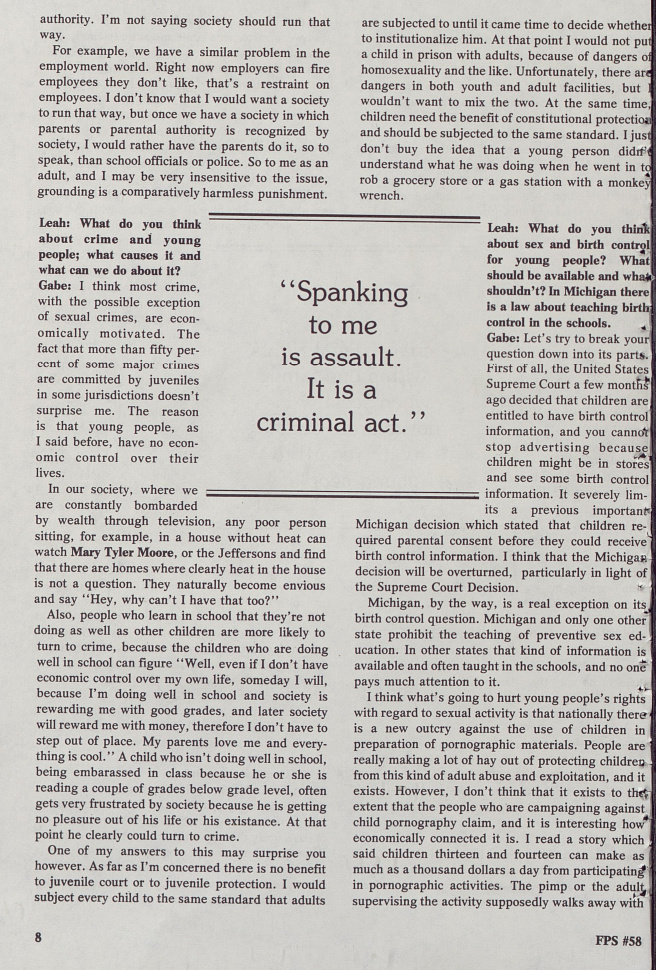 authority. I'm not saying society should run that
way.
For example, we have a similar problem in the
employment world. Right now employers can fire
employees they don't like, that's a restraint on
employees. I don't know that I would want a society
to run that way, but once we have a society in which
parents or parental authority is recognized by
society, I would rather have the parents do it, so to
speak, than school officials or police. So to me as an
adult, and I may be very insensitive to the issue,
grounding is a comparatively harmless punishment.
Leah: What do you think
about crime and young
people; what causes it and
what can we do about it?
Gabe: I think most crime,
with the possible exception
of sexual crimes, are econ-
omically motivated. The
fact that more than fifty per-
cent of some major crimes
are committed by juveniles
in some jurisdictions doesn't
surprise me. The reason
is that young people, as
I said before, have no econ-
omic control over their
lives.
In our society, where we
are constantly bombarded
by wealth through television, any poor person
sitting, for example, in a house without heat can
watch Mary Tyler Moore, or the Jeffersons and find
that there are homes where clearly heat in the house
is not a question. They naturally become envious
and say "Hey, why can't I have that too?"
Also, people who learn in school that they're not
doing as well as other children are more likely to
turn to crime, because the children who are doing
well in school can figure "Well, even if I don't have
economic control over my own life, someday I will,
because I'm doing well in school and society is
rewarding me with good grades, and later society
will reward me with money, therefore I don't have to
step out of place. My parents love me and every-
thing is cool." A child who isn't doing well in school,
being embarassed in class because he or she is
reading a couple of grades below grade level, often
gets very frustrated by society because he is getting
no pleasure out of his life or his existance. At that
point he clearly could turn to crime.
One of my answers to this may surprise you
however. As far as I'm concerned there is no benefit
to juvenile court or to juvenile protection. I would
subject every child to the same standard that adults
"Spanking
to me
is assault.
It is a
criminal act."
are subjected to until it came time to decide whether
to institutionalize him. At that point I would not put
a child in prison with adults, because of dangers of
homosexuality and the like. Unfortunately, there are
dangers in both youth and adult facilities, but I
wouldn't want to mix the two. At the same time,
children need the benefit of constitutional protection
and should be subjected to the same standard. I just
don't buy the idea that a young person didn't
understand what he was doing when he went in to
rob a grocery store or a gas station with a monkey
wrench.
Leah: What do you think
about sex and birth control
for young people? What
should be available and what
shouldn't? In Michigan there
is a law about teaching birth
control in the schools.
Gabe: Let's try to break your
question down into its parts.
First of all, the United States
Supreme Court a few months
ago decided that children are
entitled to have birth control
information, and you cannot
stop advertising because
children might be in stores
and see some birth control
information. It severely lim-
its a previous important
Michigan decision which stated that children re-
quired parental consent before they could receive
birth control information. I think that the Michigan
decision will be overturned, particularly in light of
the Supreme Court Decision.
Michigan, by the way, is a real exception on its
birth control question. Michigan and only one other
state prohibit the teaching of preventive sex ed-
ucation. In other states that kind of information is
available and often taught in the schools, and no one
pays much attention to it.
I think what's going to hurt young people's rights
with regard to sexual activity is that nationally there
is a new outcry against the use of children in
preparation of pornographic materials. People are
really making a lot of hay out of protecting children
from this kind of adult abuse and exploitation, and it
exists. However, I don't think that it exists to the
extent that the people who are campaigning against
child pornography claim, and it is interesting how
economically connected it is. I read a story which
said children thirteen and fourteen can make as
much as a thousand dollars a day from participating
in pornographic activities. The pimp or the adult
supervising the activity supposedly walks away with
8
FPS #58